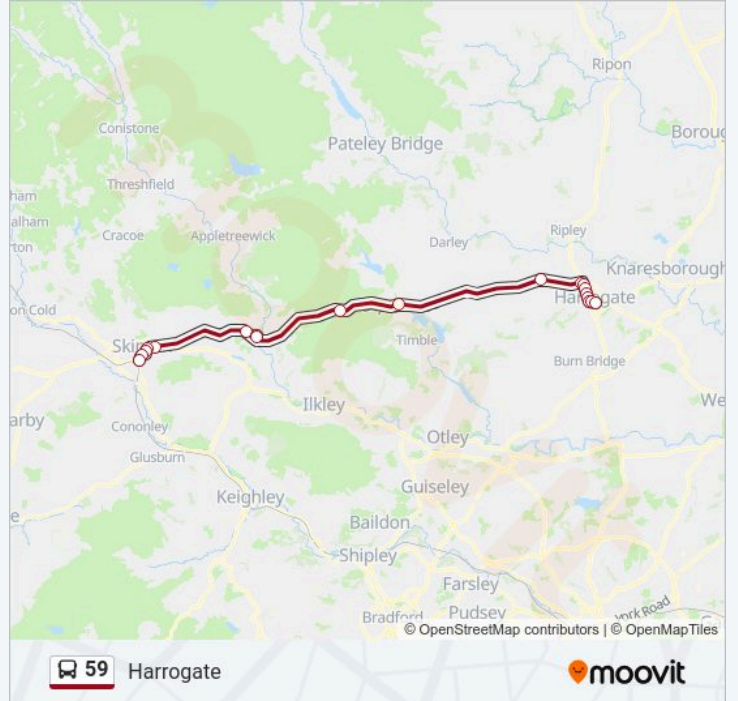 Ripon
Conistone
Boroug
Pateley Bridge
Threshfield
ham
alham
rton
Cracoe
Appletreewick
Darley
Ripley
Knaresborough
Harrogate
on Cold
Skip
Timble
Burn Bridge
Ilkley
We
arby
Cononley
Otley
Glusburn
Guiseley
Keighley
Baildon
Shipley
Farsley
Bradford
Pudsey
York Road
© OpenStreetMap contributors | © OpenMapTiles
59 Harrogate
moovit